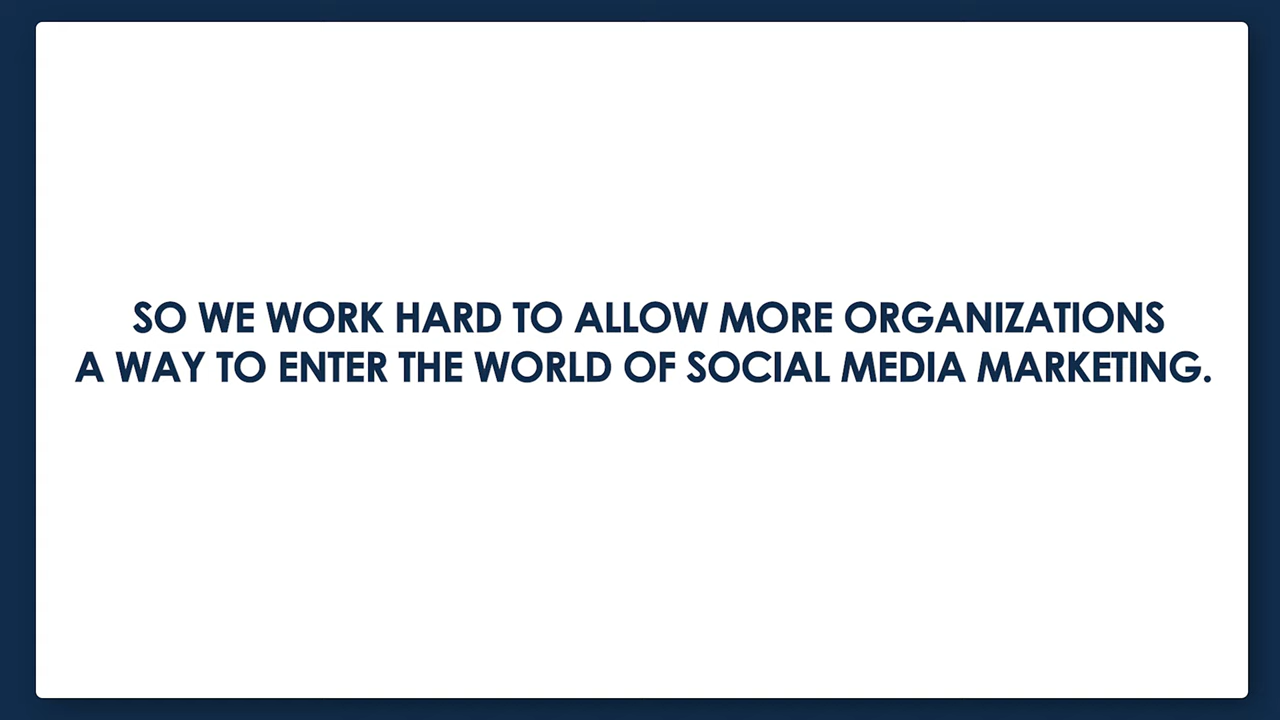 SO WE WORK HARD TO ALLOW MORE ORGANIZATIONS
A WAY TO ENTER THE WORLD OF SOCIAL MEDIA MARKETING.